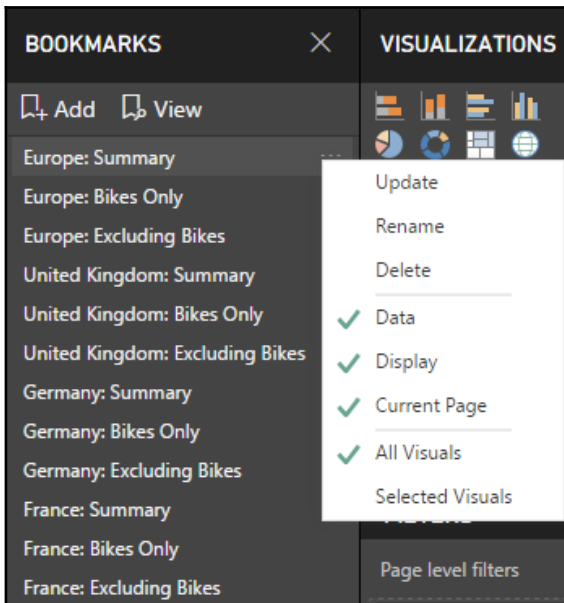 BOOKMARKS
Add View
Europe: Summary
Europe: Bikes Only
Europe: Excluding Bikes
United Kingdom: Summary
United Kingdom: Bikes Only
United Kingdom: Excluding Bikes
Germany: Summary
Germany: Bikes Only
Germany: Excluding Bikes
France: Summary
France: Bikes Only
France: Excluding Bikes
VISUALIZATIONS
Update
Rename
Delete
Data
Display
Current Page
All Visuals
Selected Visuals
Page level filters